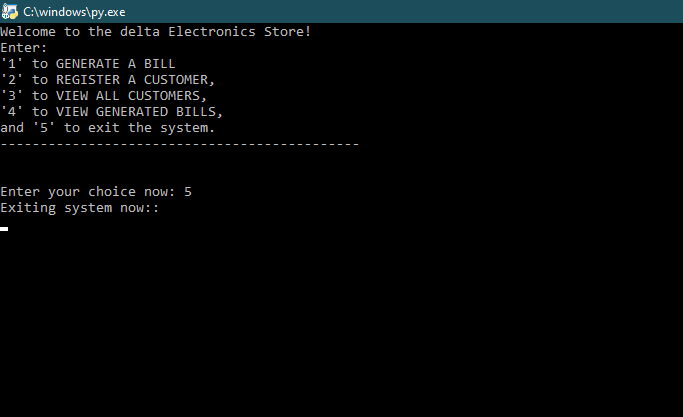 C:\windows\py.exe
Welcome to the delta Electronics Store!
Enter:
'1' to GENERATE A BILL
'2' to REGISTER A CUSTOMER,
'3' to VIEW ALL CUSTOMERS,
'4' to VIEW GENERATED BILLS,
and '5' to exit the system.
---------------------------------------------
Enter your choice now: 5
Exiting system now::